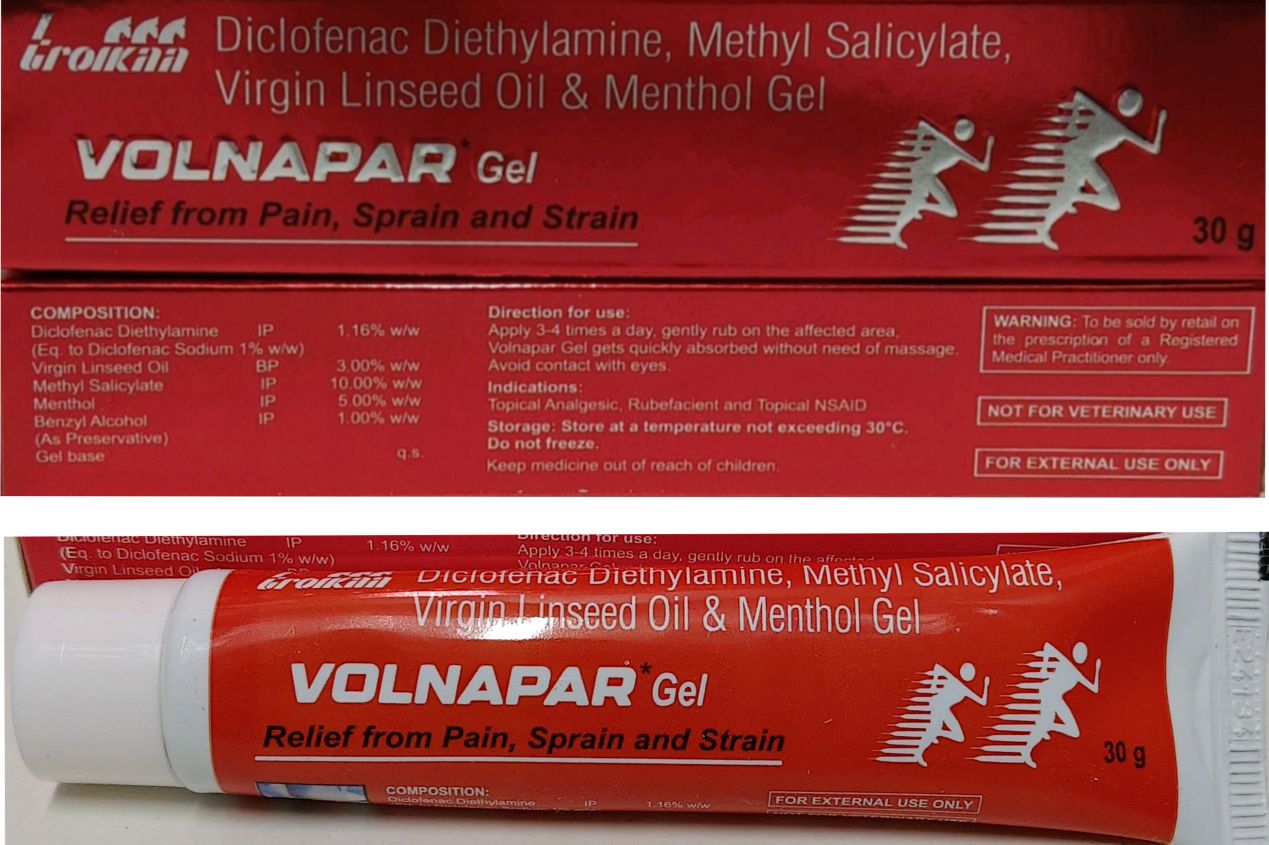 troikaa
Diclofenac Diethylamine, Methyl Salicylate,
Virgin Linseed Oil & Menthol Gel
VOLNAPAR* Gel
Relief from Pain, Sprain and Strain
30 g
COMPOSITION:
Diclofenac Diethylamine IP 1.16% w/w
(Eq. to Diclofenac Sodium 1% w/w)
Virgin Linseed Oil BP 3.00% w/w
Methyl Salicylate IP 10.00% w/w
Menthol IP 5.00% w/w
Benzyl Alcohol IP 1.00% w/w
(As Preservative)
Gel base q.s.
Direction for use:
Apply 3-4 times a day, gently rub on the affected area,
Volnapar Gel gets quickly absorbed without need of massage.
Avoid contact with eyes.
Indications:
Topical Analgesic, Rubefacient and Topical NSAID
Storage: Store at a temperature not exceeding 30°C.
Do not freeze.
Keep medicine out of reach of children.
WARNING: To be sold by retail on
the prescription of a Registered
Medical Practitioner only.
NOT FOR VETERINARY USE
FOR EXTERNAL USE ONLY
Diclofenac Diethylamine IP 1.16% w/w
(Eq. to Diclofenac Sodium 1% w/w)
Virgin Linseed Oil
Direction for use:
Apply 3-4 times a day, gently rub on the affected
Volnapar Gel
troikaa
Diclofenac Diethylamine, Methyl Salicylate,
Virgin Linseed Oil & Menthol Gel
VOLNAPAR* Gel
Relief from Pain, Sprain and Strain
30 g
COMPOSITION:
Diclofenac Diethylamine IP 1.16% w/w
FOR EXTERNAL USE ONLY